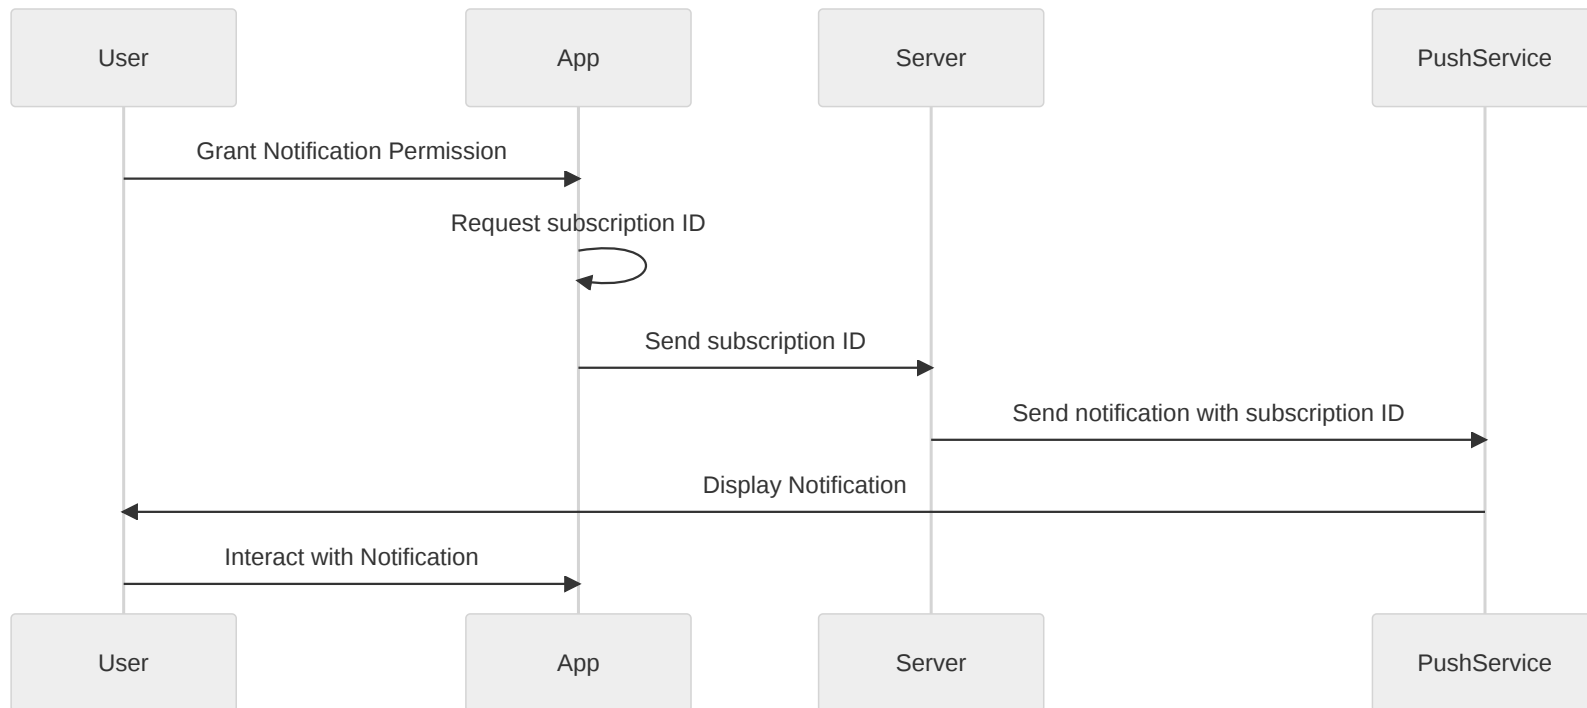 User
App
Server
PushService
Grant Notification Permission
Request subscription ID
Send subscription ID
Send notification with subscription ID
Display Notification
Interact with Notification
User
App
Server
PushService